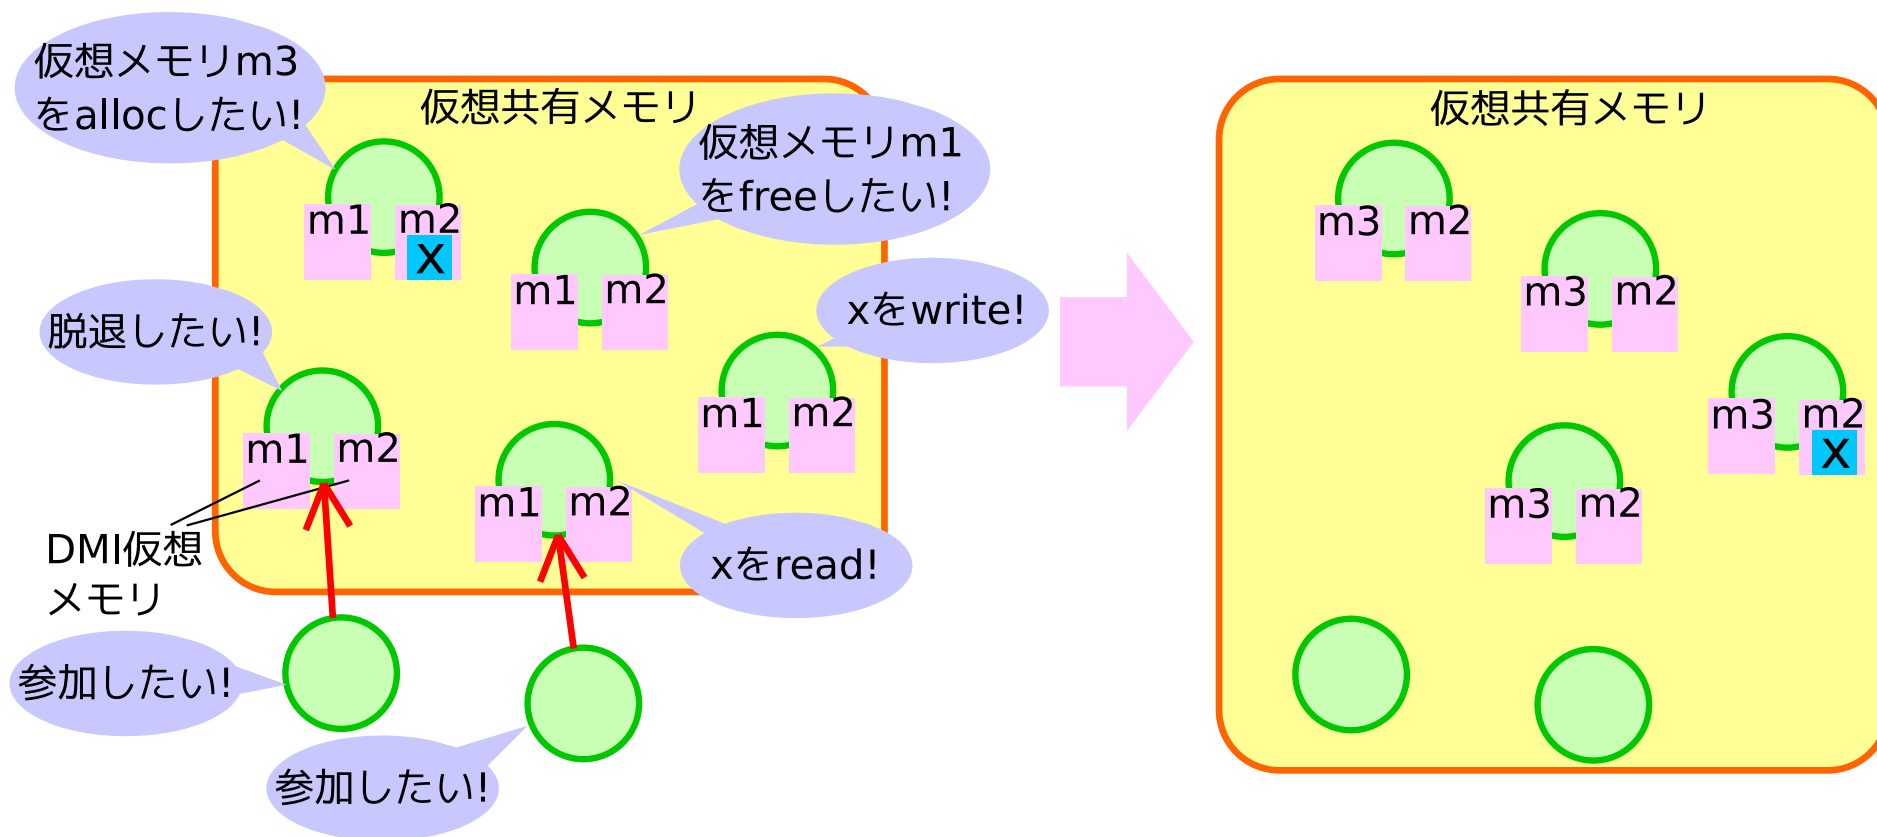 仮想メモリm3
をallocしたい!
仮想共有メモリ
仮想メモリm1
をfreeしたい!
m1
m2
x
m1
m2
脱退したい!
xをwrite!
m1
m2
m1
m2
m1
m2
DMI仮想
メモリ
xをread!
参加したい!
参加したい!
仮想共有メモリ
m3
m2
m3
m2
m3
m2
x
m3
m2